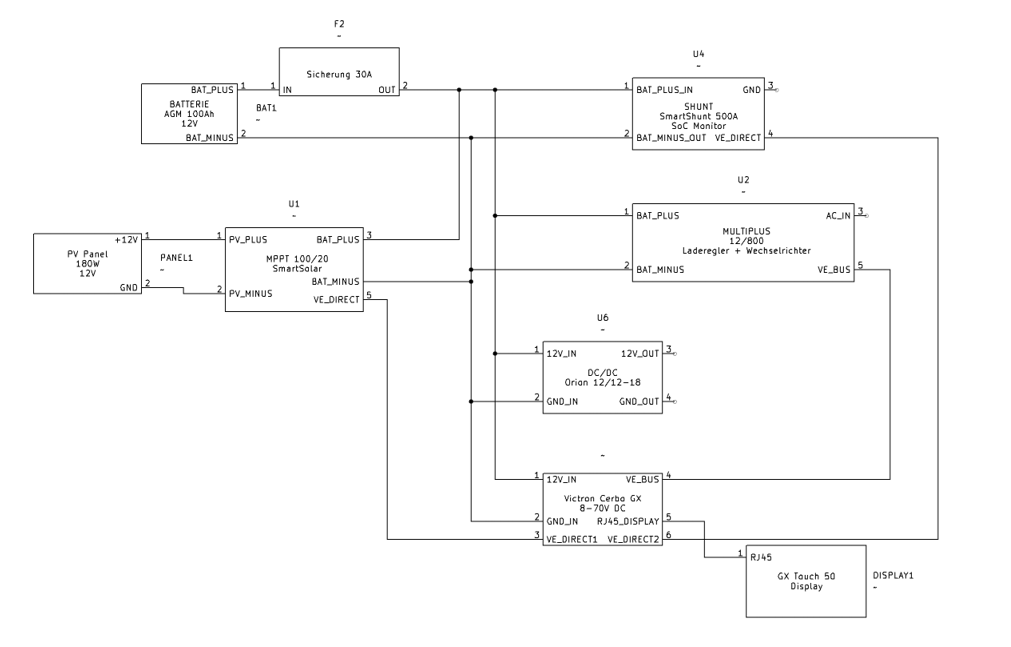 F2
~
Sicherung 30A
1 IN
OUT 2
BAT_PLUS 1
BATTERIE
AGM 100Ah
12V
BAT_MINUS 2
BAT1
~
U4
~
1 BAT_PLUS_IN
GND 3
SHUNT
SmartShunt 500A
SoC Monitor
2 BAT_MINUS_OUT
VE_DIRECT 4
U2
~
1 BAT_PLUS
AC_IN 3
MULTIPLUS
12/800
Laderegler + Wechselrichter
2 BAT_MINUS
VE_BUS 5
U1
~
1 PV_PLUS
BAT_PLUS 3
MPPT 100/20
SmartSolar
BAT_MINUS
2 PV_MINUS
VE_DIRECT 5
+12V 1
PV Panel
180W
12V
GND 2
PANEL1
~
U6
~
1 12V_IN
12V_OUT 3
DC/DC
Orion 12/12-18
2 GND_IN
GND_OUT 4
~
1 12V_IN
VE_BUS 4
Victron Cerbo GX
8-70V DC
2 GND_IN
RJ45_DISPLAY 5
3 VE_DIRECT1
VE_DIRECT2 6
1 RJ45
GX Touch 50
Display
DISPLAY1
~